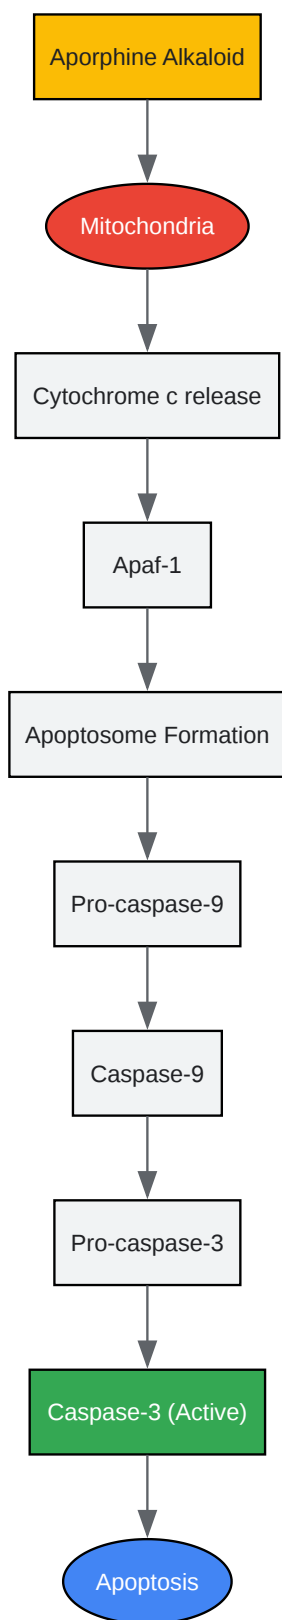 Aporphine Alkaloid
Mitochondria
Cytochrome c release
Apaf-1
Apoptosome Formation
Pro-caspase-9
Caspase-9
Pro-caspase-3
Caspase-3 (Active)
Apoptosis